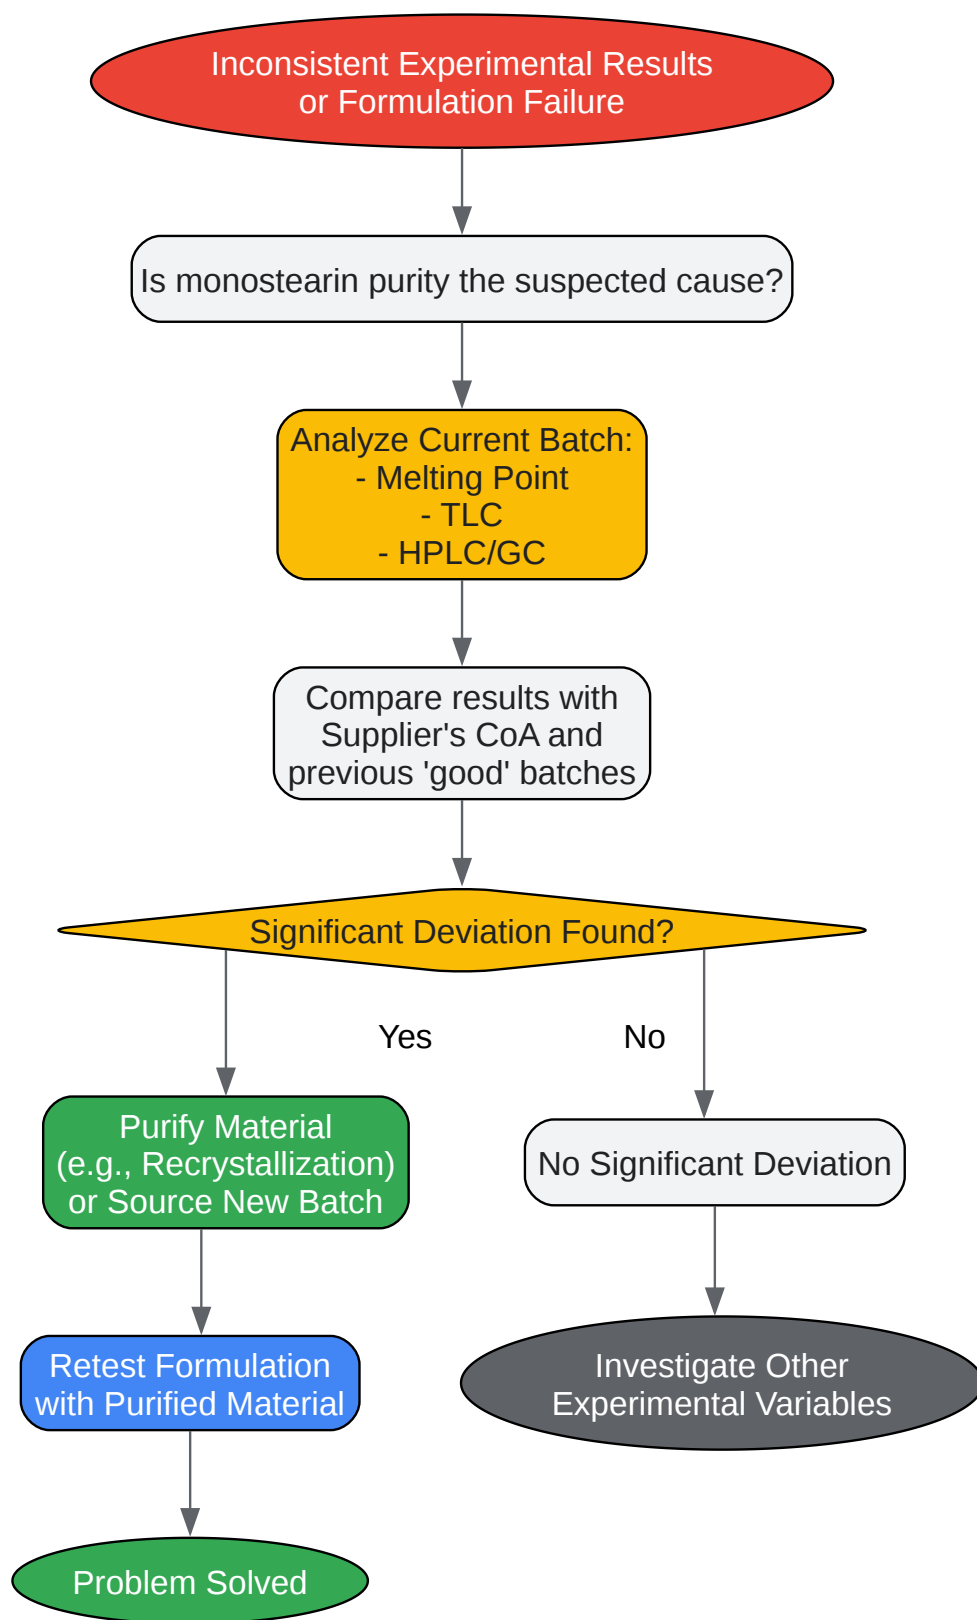 Inconsistent Experimental Results
or Formulation Failure
Is monostearin purity the suspected cause?
Analyze Current Batch:
- Melting Point
- TLC
- HPLC/GC
Compare results with
Supplier's CoA and
previous 'good' batches
Significant Deviation Found?
Yes
No
Purify Material
(e.g., Recrystallization)
or Source New Batch
No Significant Deviation
Retest Formulation
with Purified Material
Investigate Other
Experimental Variables
Problem Solved